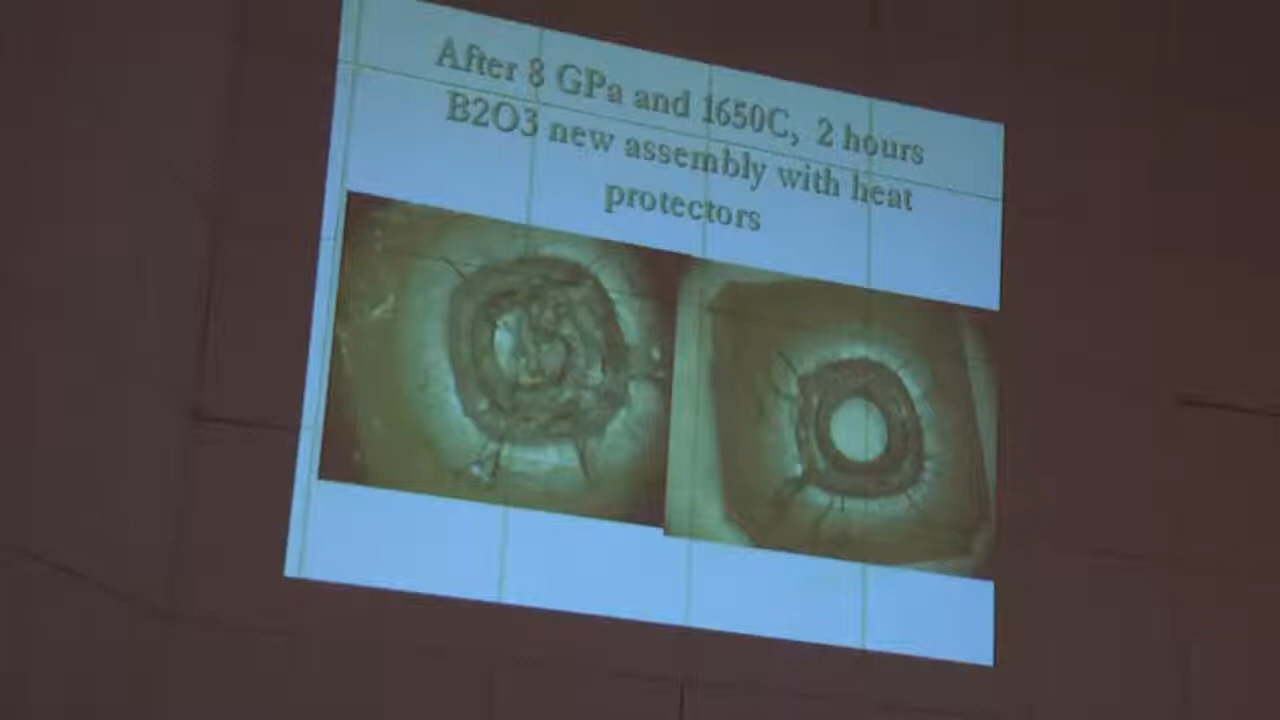 After 8 GPa and 1650C, 2 hours
B2O3 new assembly with heat
protectors